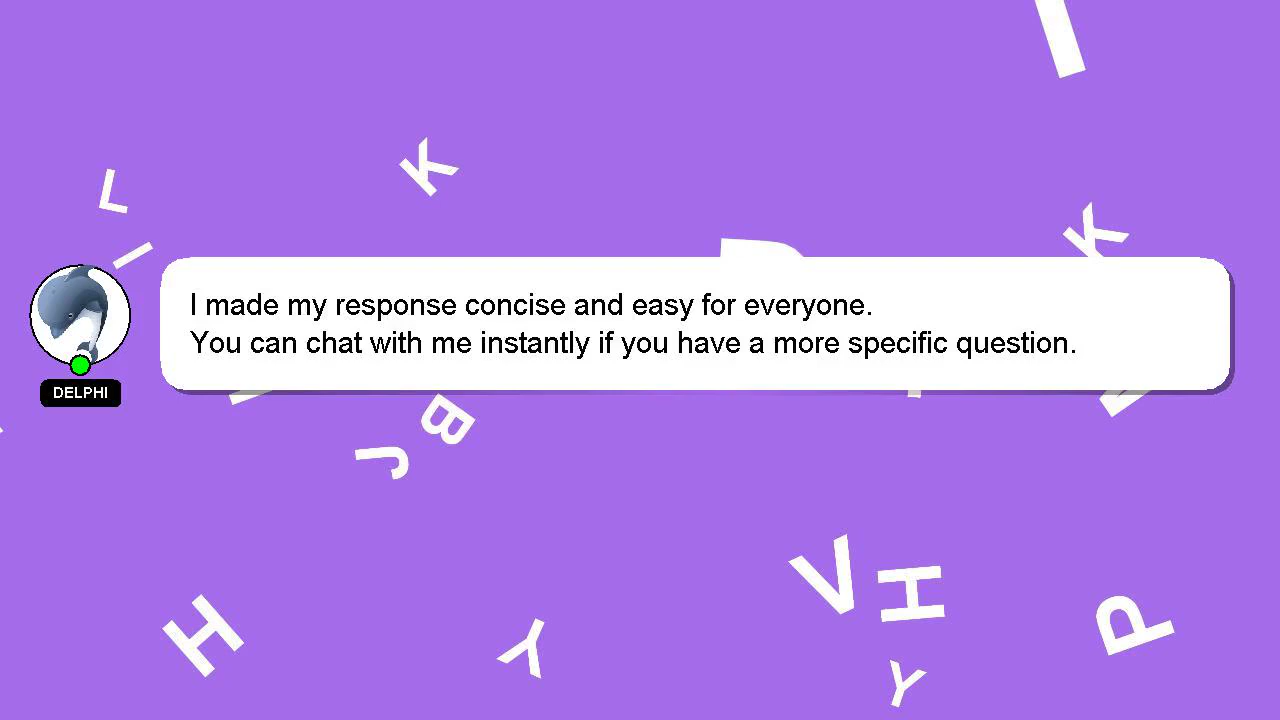 I
K
L
K
I made my response concise and easy for everyone.
You can chat with me instantly if you have a more specific question.
DELPHI
B
J
V
H
P
H
Y
Y